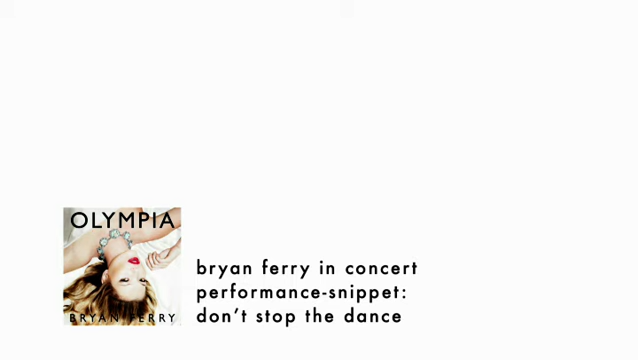 OLYMPIA
BRYAN FERRY
bryan ferry in concert
performance-snippet:
don't stop the dance